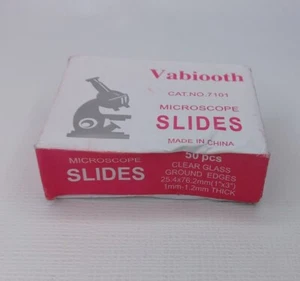 Vabiooth
CAT.NO.7101
MICROSCOPE
SLIDES
MADE IN CHINA
MICROSCOPE
SLIDES
50 pcs
CLEAR GLASS
GROUND EDGES
25.4x76.2mm(1"x3")
1mm-1.2mm THICK